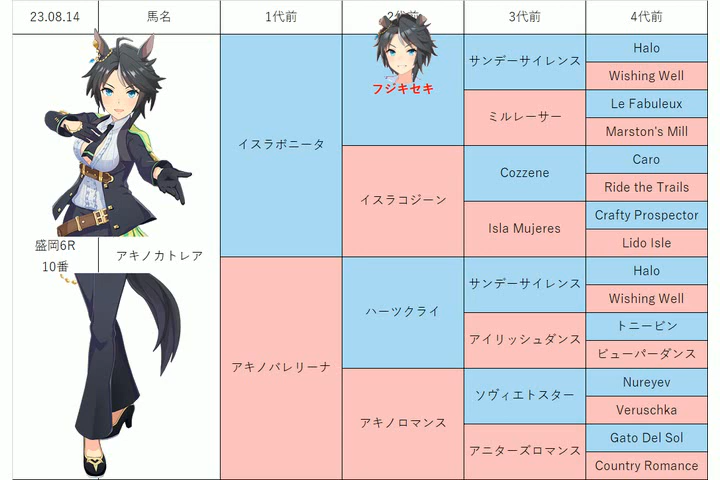 23.08.14
馬名
1代前
2代前
3代前
4代前
盛岡6R
10番
アキノカトレア
イスラボニータ
アキノバレリーナ
フジキセキ
イスラコジーン
ハーツクライ
アキノロマンス
サンデーサイレンス
ミルレーサー
Cozzene
Isla Mujeres
サンデーサイレンス
アイリッシュダンス
ソヴィエトスター
アニターズロマンス
Halo
Wishing Well
Le Fabuleux
Marston's Mill
Caro
Ride the Trails
Crafty Prospector
Lido Isle
Halo
Wishing Well
トニービン
ビューパーダンス
Nureyev
Veruschka
Gato Del Sol
Country Romance